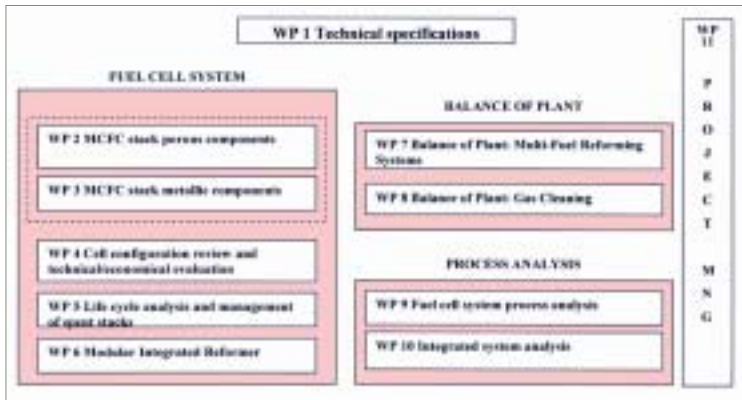 WP 1 Technical specifications
FUEL CELL SYSTEM
WP 2 MCFC stack porous components
WP 3 MCFC stack metallic components
WP 4 Cell configuration review and
technical/economical evaluation
WP 5 Life cycle analysis and management
of spent stacks
WP 6 Modular Integrated Reformer
BALANCE OF PLANT
WP 7 Balance of Plant: Multi-Fuel Reforming
Systems
WP 8 Balance of Plant: Gas Cleaning
PROCESS ANALYSIS
WP 9 Fuel cell system process analysis
WP 10 Integrated system analysis
WP
11
P
R
O
J
E
C
T
M
N
G